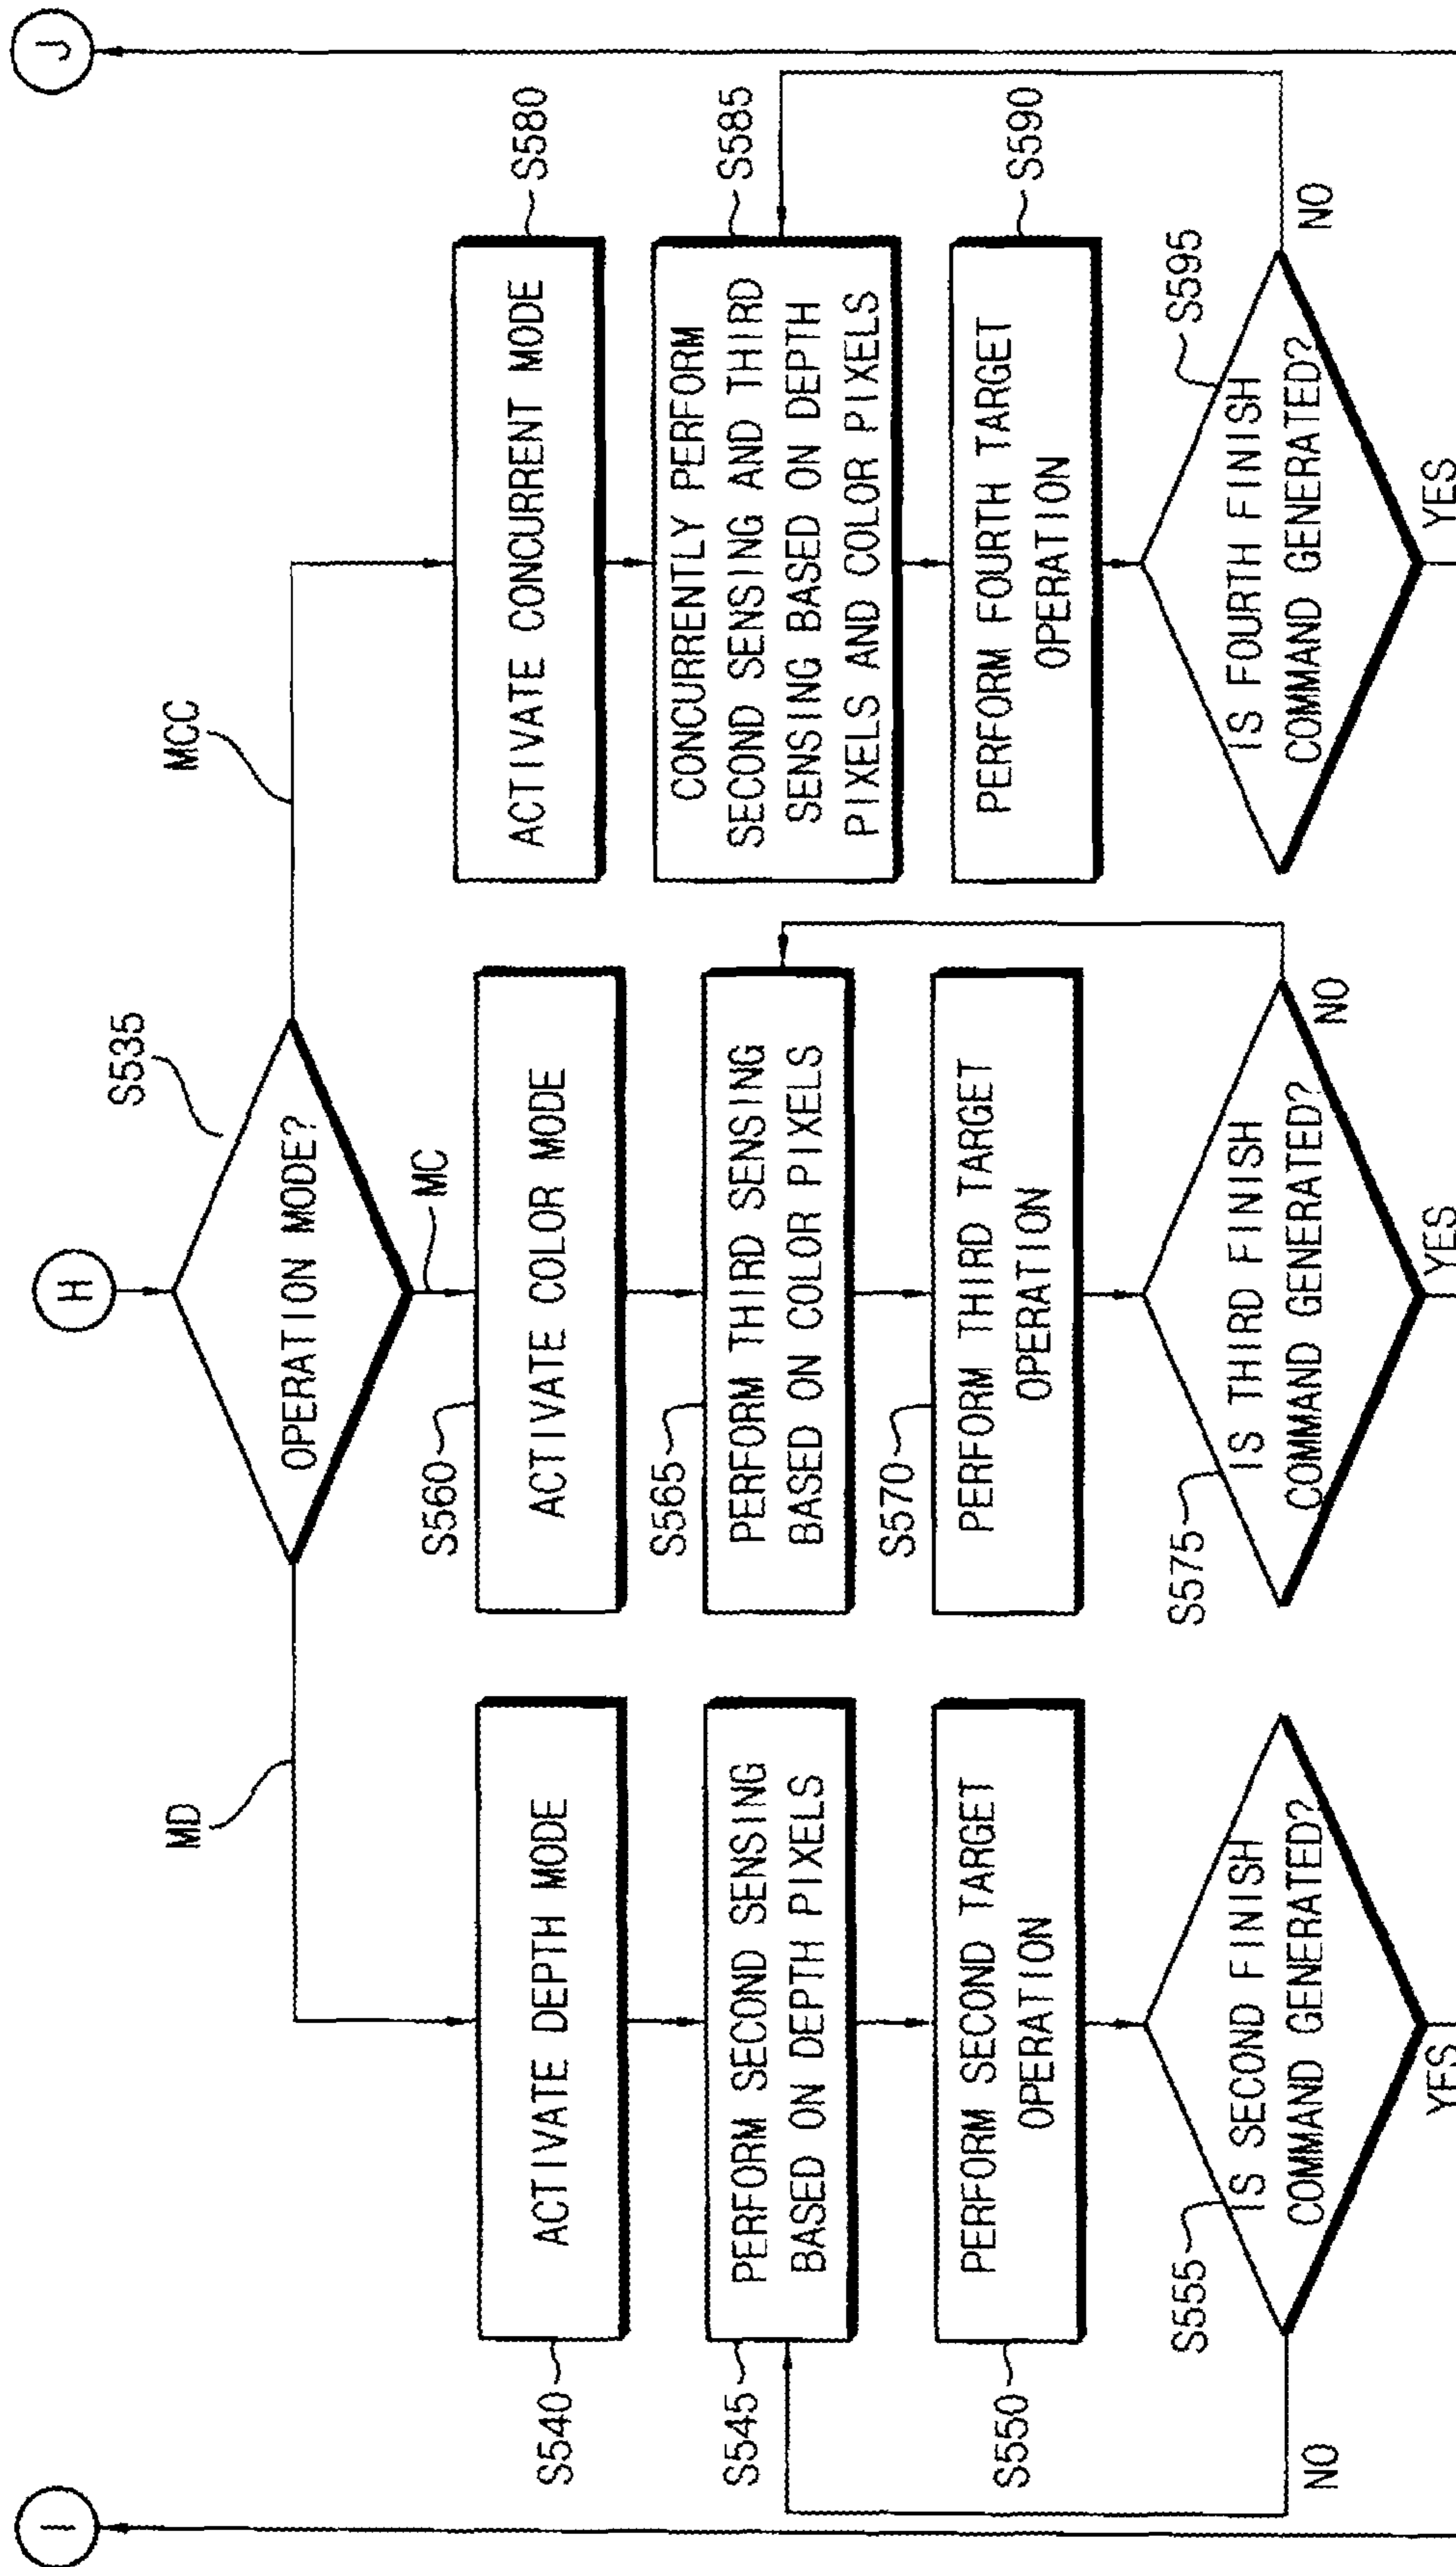 H
I
J
S535
OPERATION MODE?
MD
MC
MCC
S540
ACTIVATE DEPTH MODE
S545
PERFORM SECOND SENSING
BASED ON DEPTH PIXELS
S550
PERFORM SECOND TARGET
OPERATION
S555
IS SECOND FINISH
COMMAND GENERATED?
NO
YES
S560
ACTIVATE COLOR MODE
S565
PERFORM THIRD SENSING
BASED ON COLOR PIXELS
S570
PERFORM THIRD TARGET
OPERATION
S575
IS THIRD FINISH
COMMAND GENERATED?
NO
YES
S580
ACTIVATE CONCURRENT MODE
S585
CONCURRENTLY PERFORM
SECOND SENSING AND THIRD
SENSING BASED ON DEPTH
PIXELS AND COLOR PIXELS
S590
PERFORM FOURTH TARGET
OPERATION
S595
IS FOURTH FINISH
COMMAND GENERATED?
NO
YES